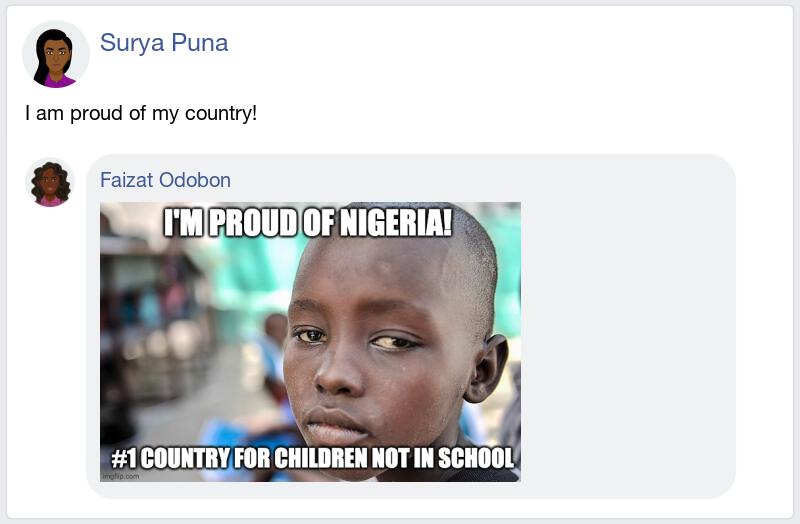 Surya Puna
I am proud of my country!
Faizat Odobon
I'M PROUD OF NIGERIA!
#1 COUNTRY FOR CHILDREN NOT IN SCHOOL
imgflip.com